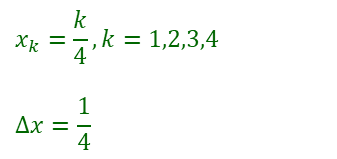 x_k = k/4, k = 1,2,3,4
Δx = 1/4